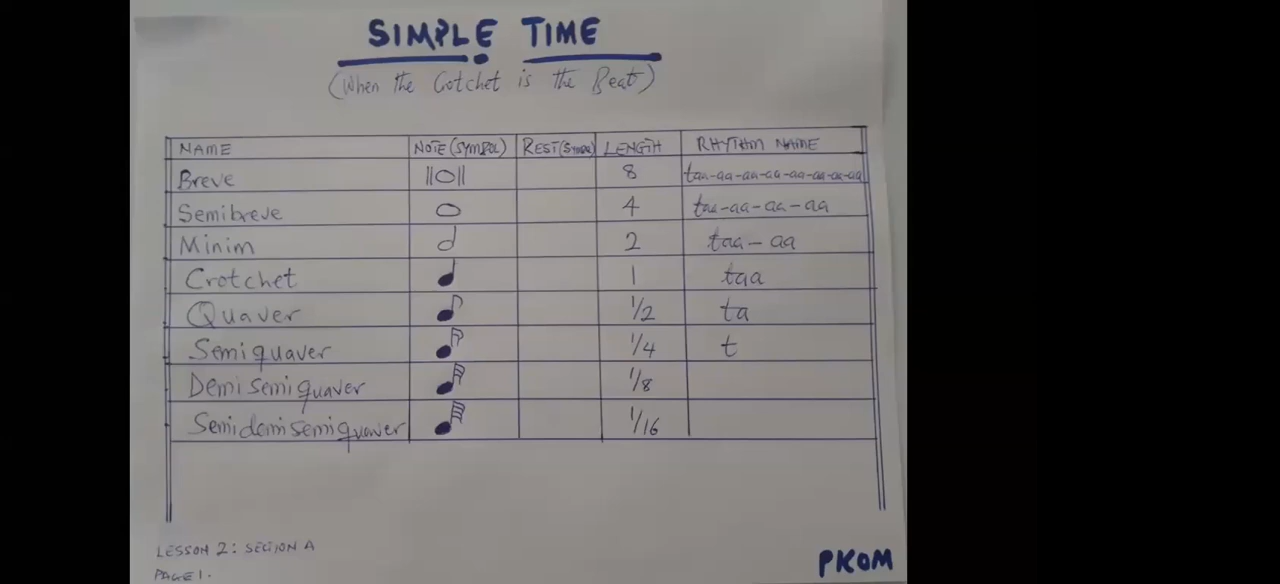 SIMPLE TIME
(When the Crotchet is the Beat)
NAME NOTE (SYMBOL) REST (SYMBOL) LENGTH RHYTHM NAME
Breve 8 taa-aa-aa-aa-aa-aa-aa-aa
Semibreve 4 taa-aa-aa-aa
Minim 2 taa-aa
Crotchet 1 taa
Quaver 1/2 ta
Semiquaver 1/4 t
Demisemiquaver 1/8
Semidemisemiquaver 1/16
LESSON 2: SECTION A
PAGE 1.
PKOM